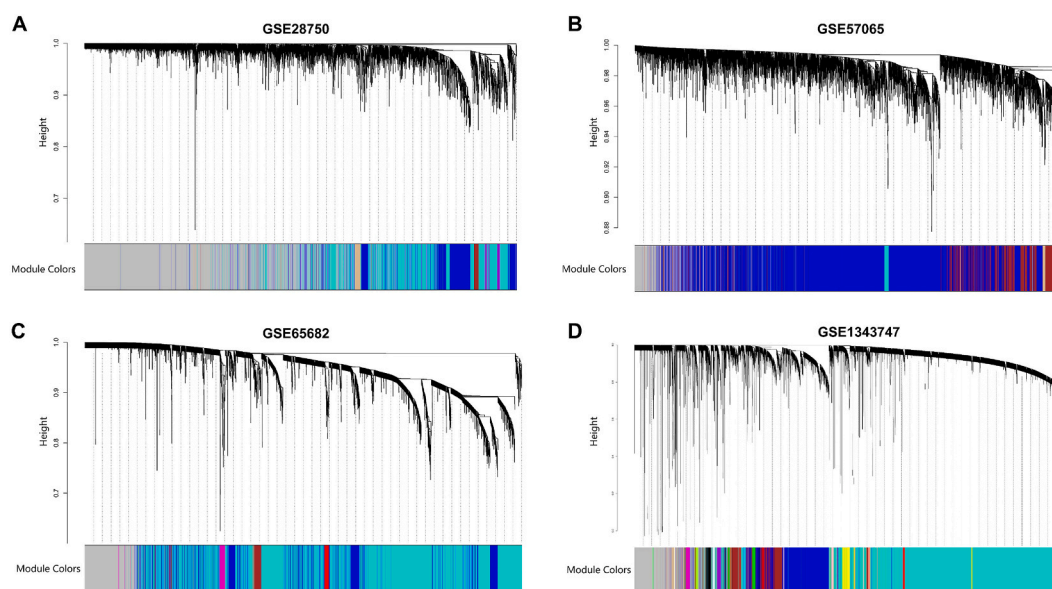 A
GSE28750
Height
1.0
0.9
0.8
0.7
Module Colors
B
GSE57065
Height
1.00
0.98
0.96
0.94
0.92
0.90
0.88
Module Colors
C
GSE65682
Height
1.0
0.9
0.8
0.7
Module Colors
D
GSE1343747
Height
Module Colors